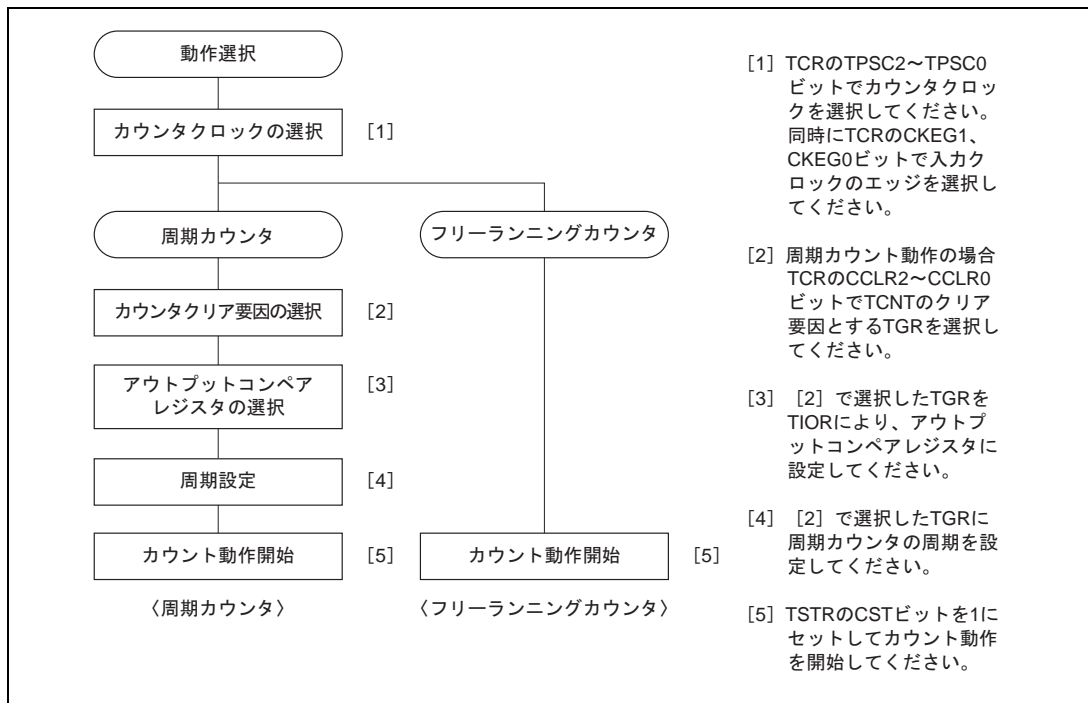 動作選択
カウンタクロックの選択 [1]
周期カウンタ
フリーランニングカウンタ
カウンタクリア要因の選択 [2]
アウトプットコンペア
レジスタの選択
[3]
周期設定 [4]
カウント動作開始 [5]
カウント動作開始 [5]
〈周期カウンタ〉
〈フリーランニングカウンタ〉
[1] TCRのTPSC2～TPSC0
ビットでカウンタクロッ
クを選択してください。
同時にTCRのCKEG1、
CKEG0ビットで入力ク
ロックのエッジを選択し
てください。
[2] 周期カウント動作の場合
TCRのCCLR2～CCLR0
ビットでTCNTのクリア
要因とするTGRを選択し
てください。
[3] [2]で選択したTGRを
TIORにより、アウトプ
ットコンペアレジスタに
設定してください。
[4] [2]で選択したTGRに
周期カウンタの周期を設
定してください。
[5] TSTRのCSTビットを1に
セットしてカウント動作
を開始してください。